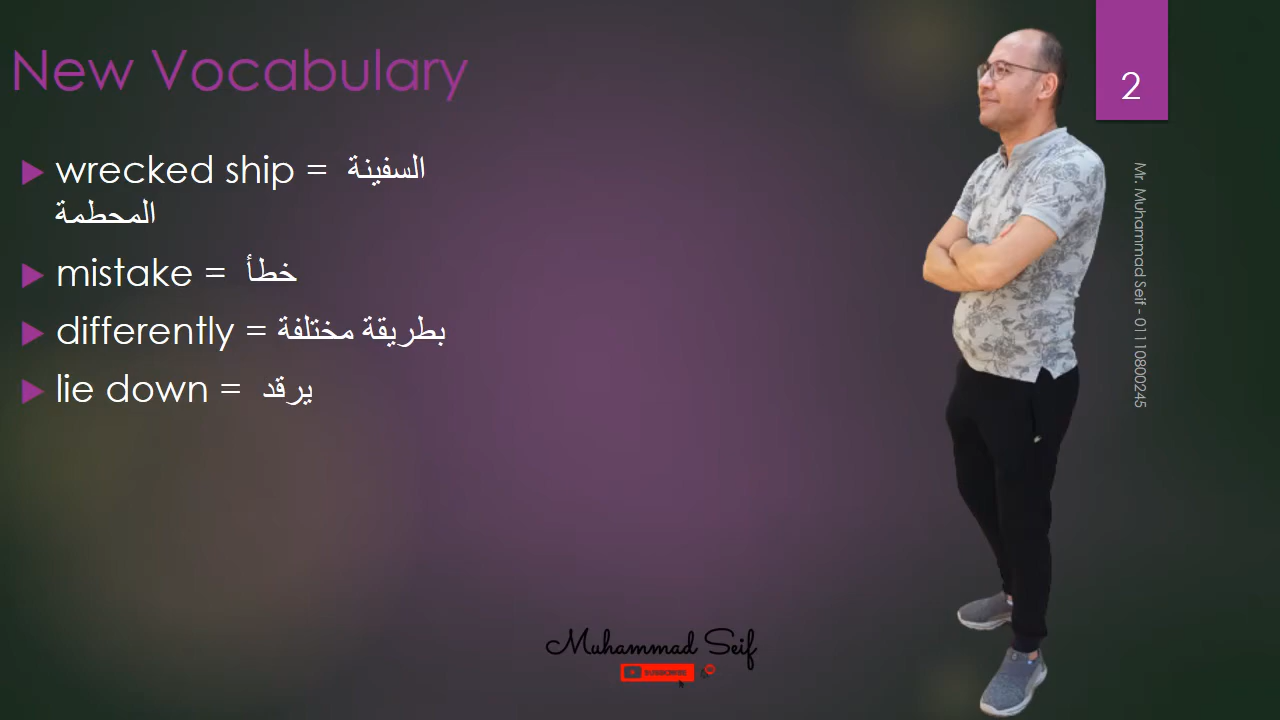 New Vocabulary
2
wrecked ship = السفينة
المحطمة
mistake = خطأ
differently = بطريقة مختلفة
lie down = يرقد
Mr. Muhammad Seif - 01110800245
Muhammad Seif
SUBSCRIBE